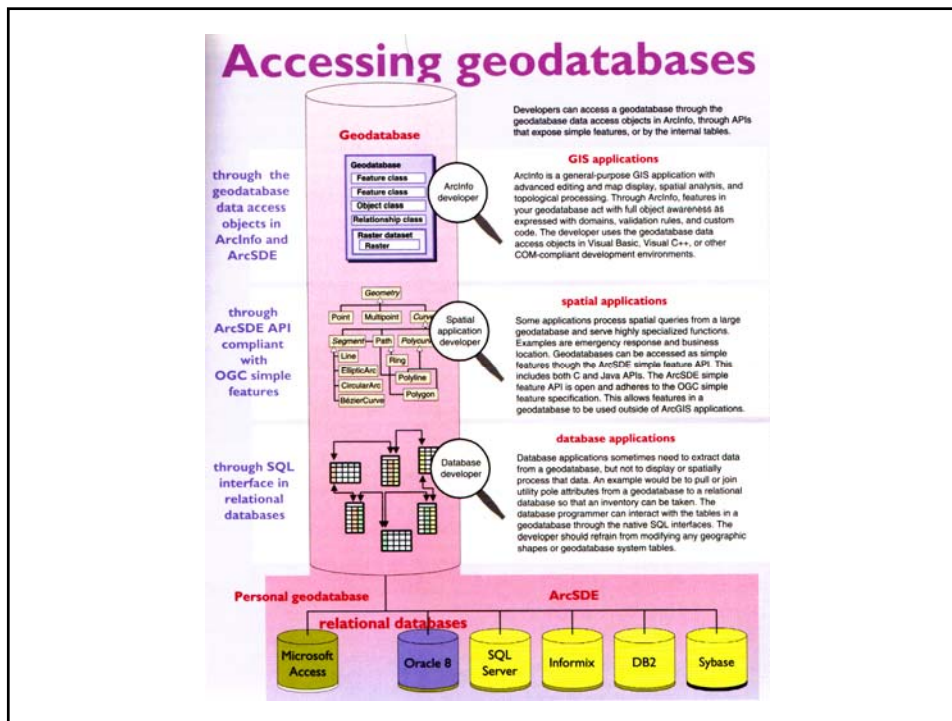 Accessing geodatabases
Developers can access a geodatabase through the
geodatabase data access objects in ArcInfo, through APIs
that expose simple features, or by the internal tables.
Geodatabase
through the
geodatabase
data access
objects in
ArcInfo and
ArcSDE
Geodatabase
Feature class
Feature class
Object class
Relationship class
Raster dataset
Raster
ArcInfo
developer
GIS applications
ArcInfo is a general-purpose GIS application with
advanced editing and map display, spatial analysis, and
topological processing. Through ArcInfo, features in
your geodatabase act with full object awareness as
expressed with domains, validation rules, and custom
code. The developer uses the geodatabase data
access objects in Visual Basic, Visual C++, or other
COM-compliant development environments.
through
ArcSDE API
compliant
with
OGC simple
features
Geometry
Point Multipoint Curve
Segment Path Polycurve
Line
Ring
EllipticArc
Polyline
CircularArc
Polygon
BézierCurve
Spatial
application
developer
spatial applications
Some applications process spatial queries from a large
geodatabase and serve highly specialized functions.
Examples are emergency response and business
location. Geodatabases can be accessed as simple
features though the ArcSDE simple feature API. This
includes both C and Java APIs. The ArcSDE simple
feature API is open and adheres to the OGC simple
feature specification. This allows features in a
geodatabase to be used outside of ArcGIS applications.
through SQL
interface in
relational
databases
Database
developer
database applications
Database applications sometimes need to extract data
from a geodatabase, but not to display or spatially
process that data. An example would be to pull or join
utility pole attributes from a geodatabase to a relational
database so that an inventory can be taken. The
database programmer can interact with the tables in a
geodatabase through the native SQL interfaces. The
developer should refrain from modifying any geographic
shapes or geodatabase system tables.
Personal geodatabase
ArcSDE
relational databases
Microsoft
Access
Oracle 8
SQL
Server
Informix
DB2
Sybase